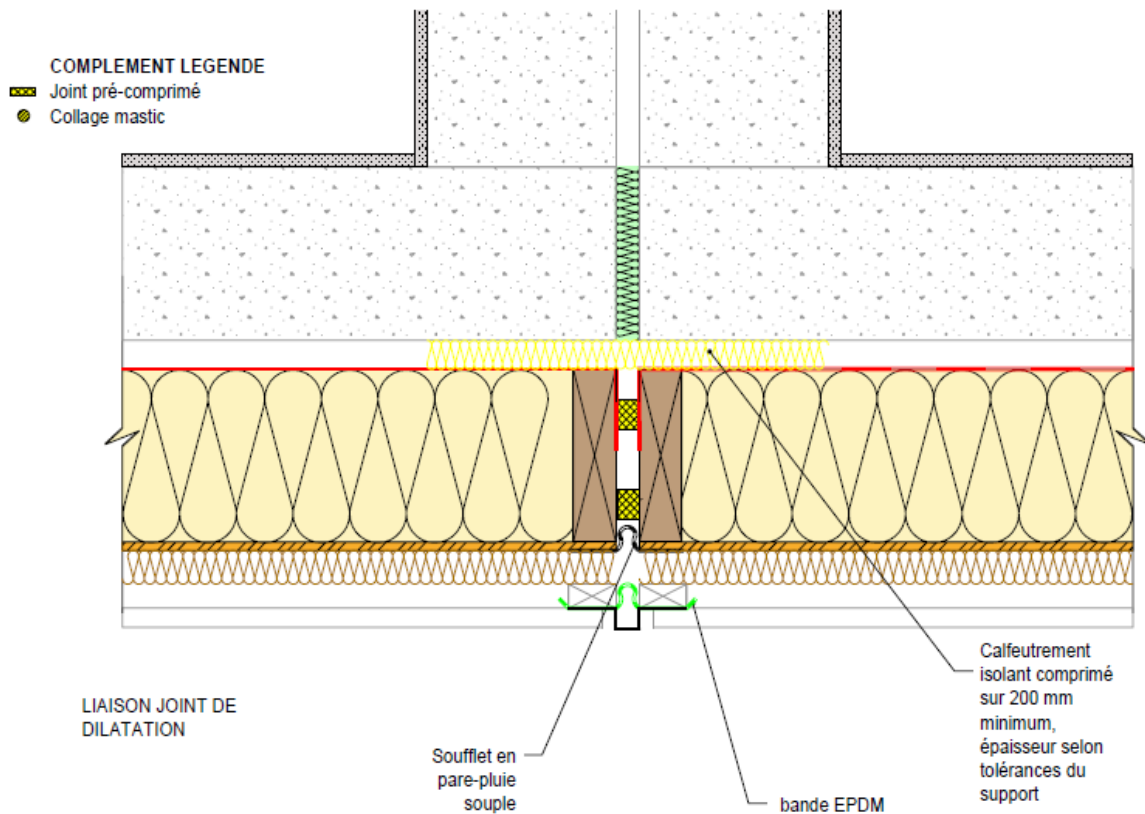 COMPLEMENT LEGENDE
Joint pré-comprimé
Collage mastic
LIAISON JOINT DE
DILATATION
Soufflet en
pare-pluie
souple
bande EPDM
Calfeutrement
isolant comprimé
sur 200 mm
minimum,
épaisseur selon
tolérances du
support